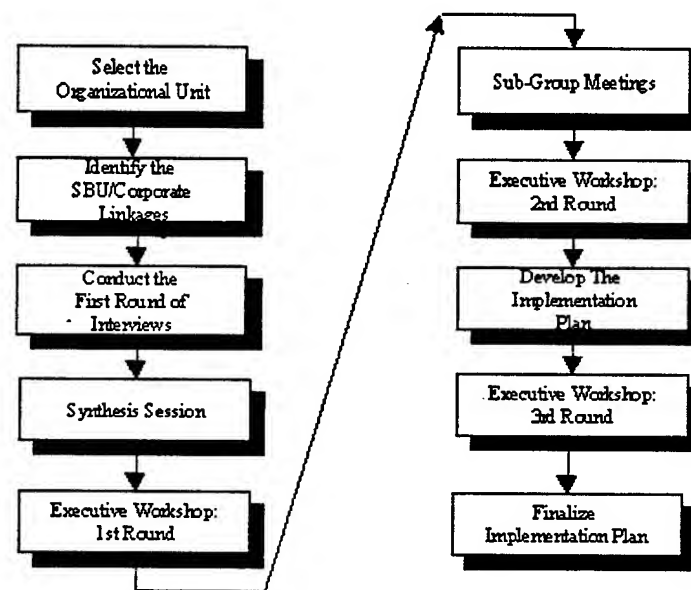 Select the
Organizational Unit
Identify the
SBU/Corporate
Linkages
Conduct the
First Round of
Interviews
Synthesis Session
Executive Workshop:
1st Round
Sub-Group Meetings
Executive Workshop:
2nd Round
Develop The
Implementation
Plan
Executive Workshop:
3rd Round
Finalize
Implementation Plan